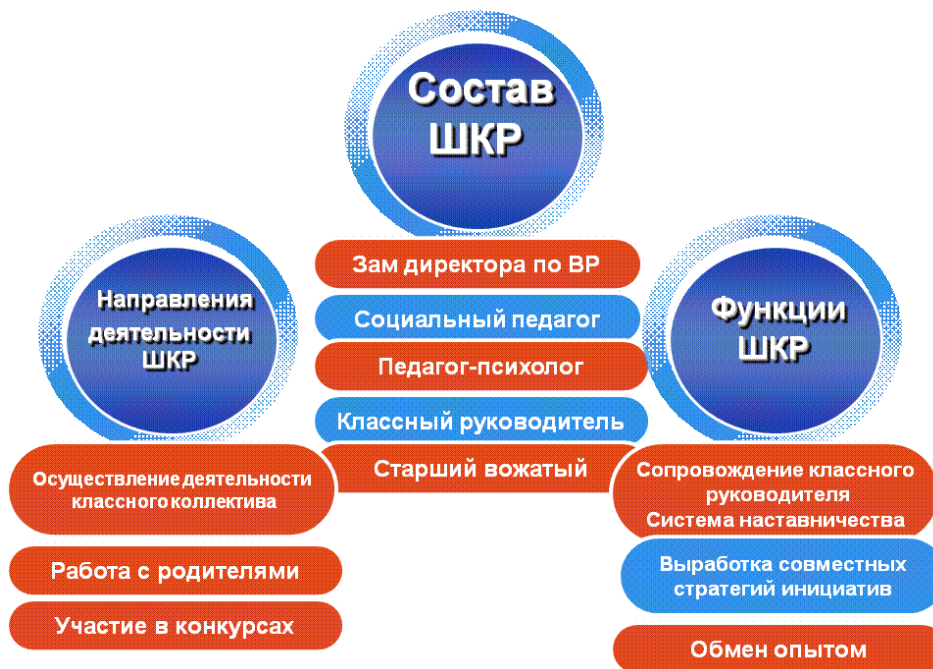 Состав
ШКР
Зам директора по ВР
Социальный педагог
Педагог-психолог
Классный руководитель
Старший вожатый
Направления
деятельности
ШКР
Осуществление деятельности
классного коллектива
Работа с родителями
Участие в конкурсах
Функции
ШКР
Сопровождение классного
руководителя
Система наставничества
Выработка совместных
стратегий инициатив
Обмен опытом